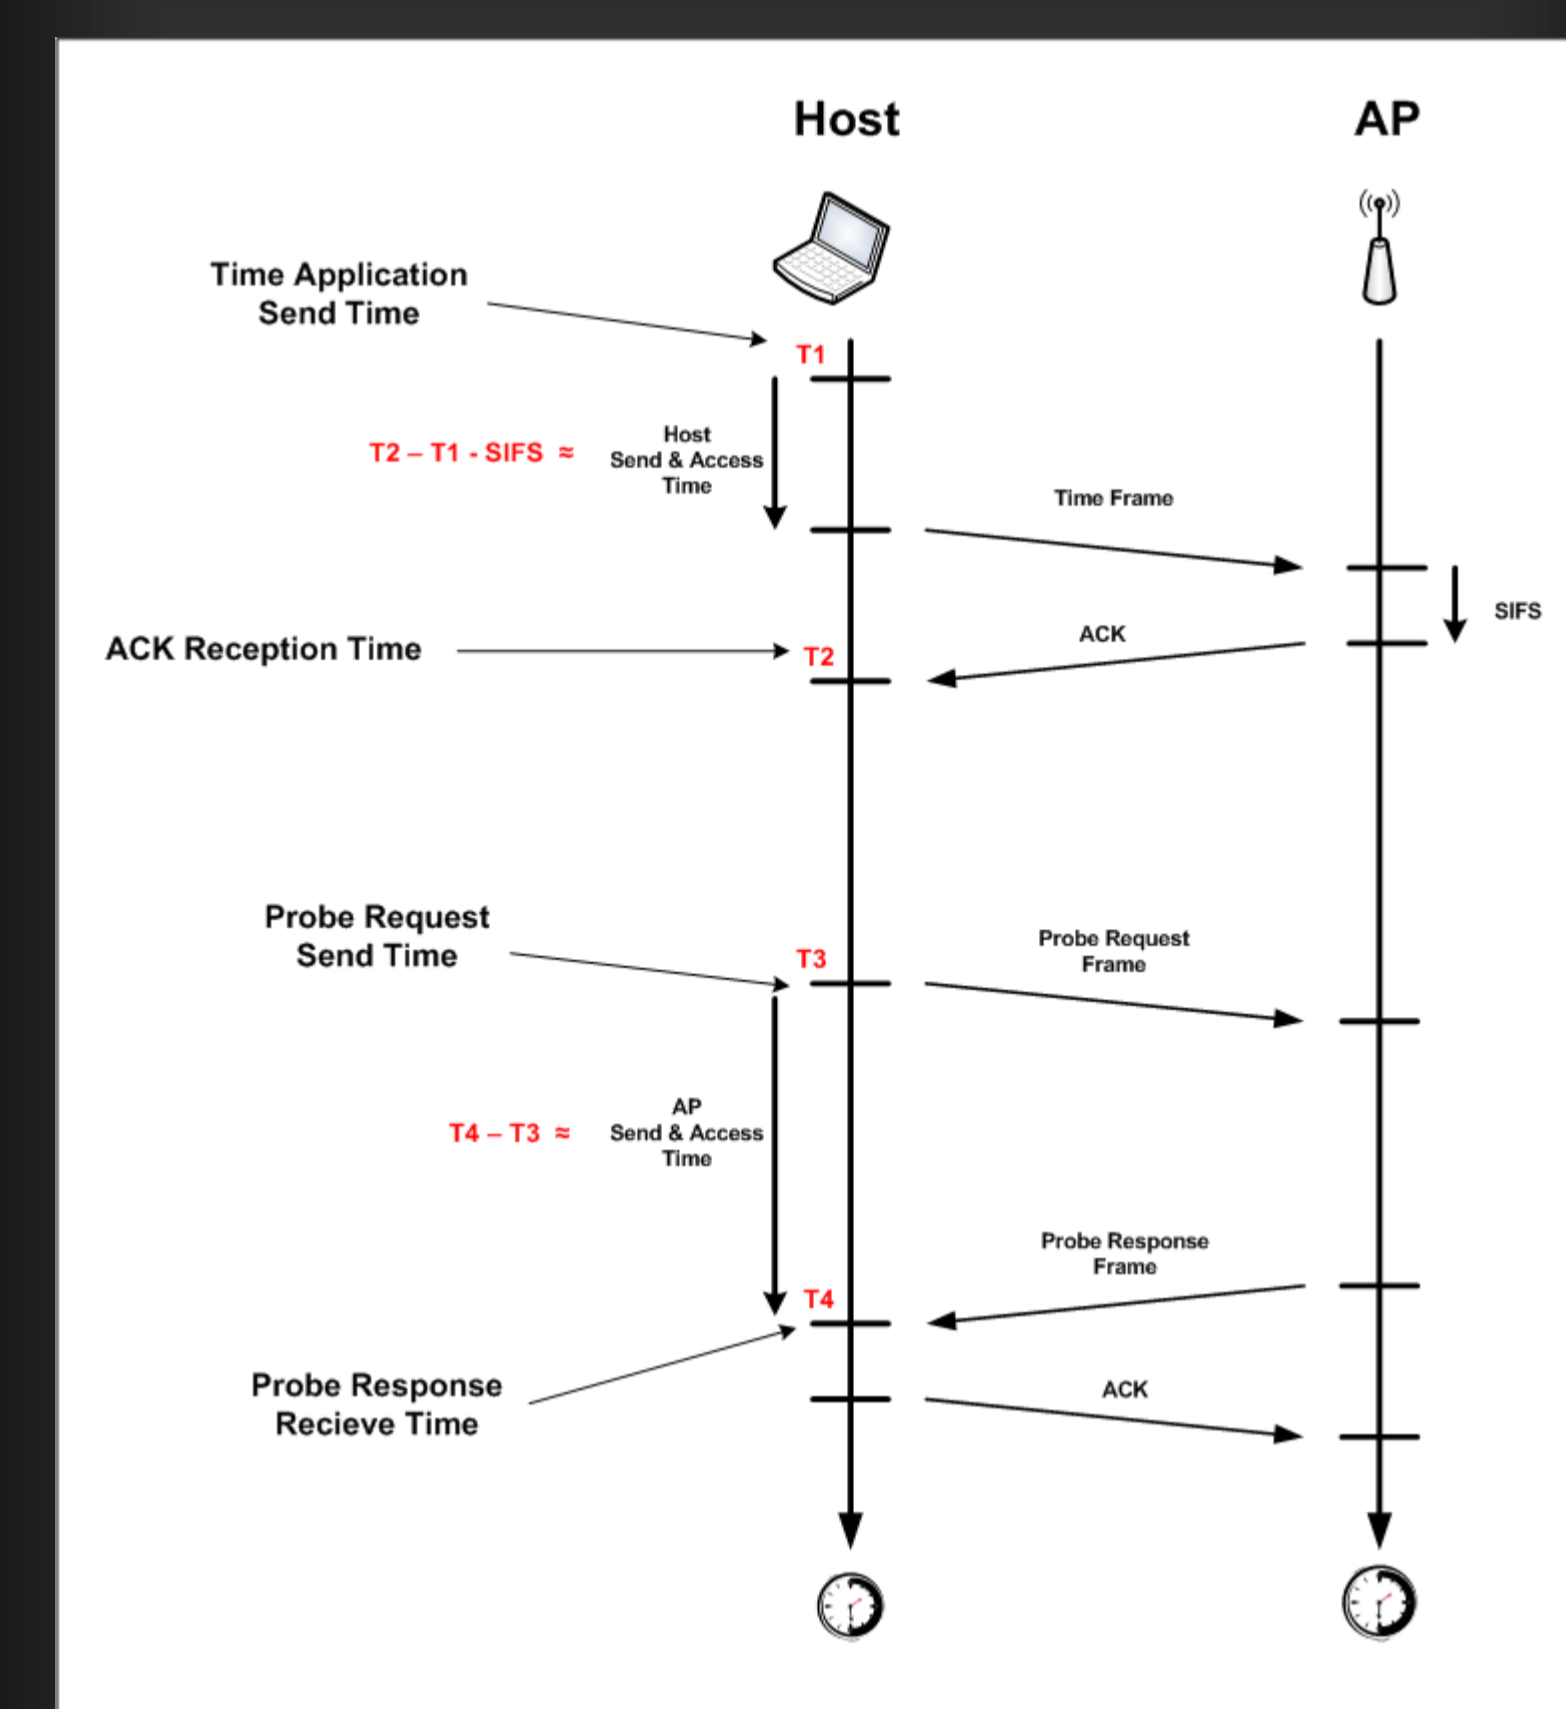 Host
AP
Time Application
Send Time
T1
T2 – T1 - SIFS ≈
Host
Send & Access
Time
Time Frame
SIFS
ACK Reception Time
T2
ACK
Probe Request
Send Time
T3
Probe Request
Frame
T4 – T3 ≈
AP
Send & Access
Time
Probe Response
Frame
T4
Probe Response
Recieve Time
ACK